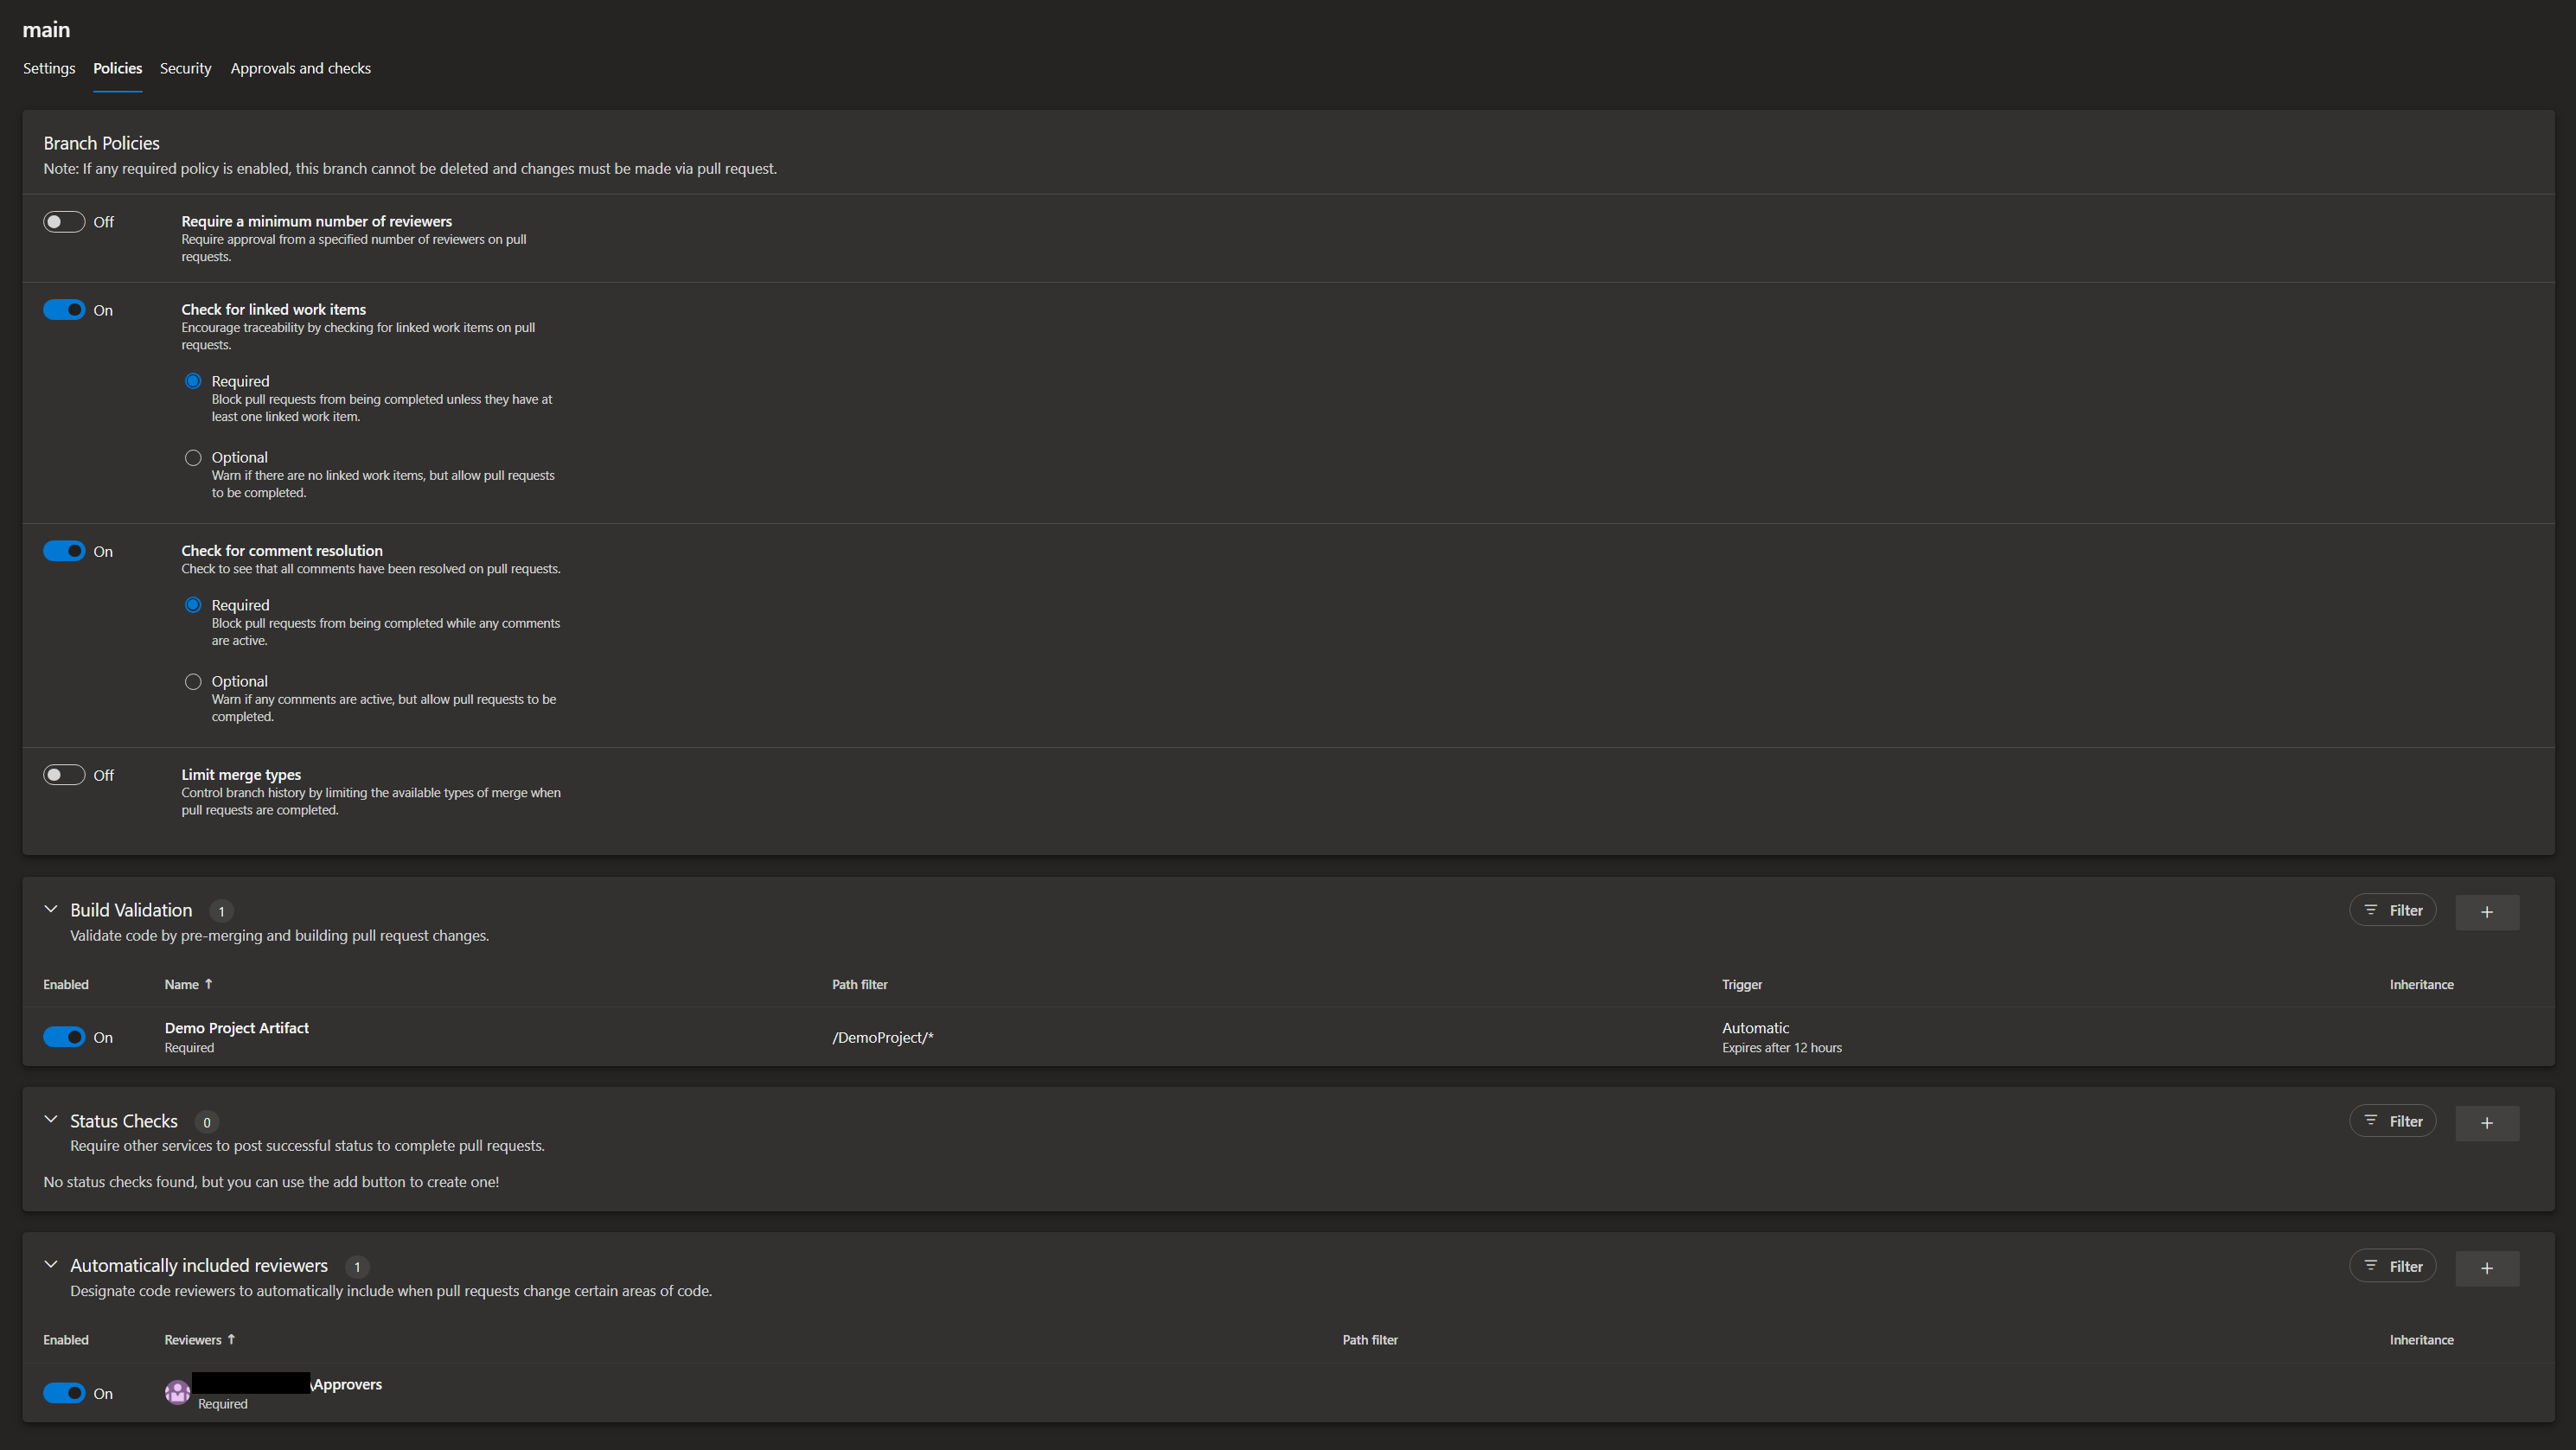 main
Settings Policies Security Approvals and checks
Branch Policies
Note: If any required policy is enabled, this branch cannot be deleted and changes must be made via pull request.
Off Require a minimum number of reviewers
Require approval from a specified number of reviewers on pull
requests.
On Check for linked work items
Encourage traceability by checking for linked work items on pull
requests.
Required
Block pull requests from being completed unless they have at
least one linked work item.
Optional
Warn if there are no linked work items, but allow pull requests
to be completed.
On Check for comment resolution
Check to see that all comments have been resolved on pull requests.
Required
Block pull requests from being completed while any comments
are active.
Optional
Warn if any comments are active, but allow pull requests to be
completed.
Off Limit merge types
Control branch history by limiting the available types of merge when
pull requests are completed.
Build Validation 1 Filter +
Validate code by pre-merging and building pull request changes.
Enabled Name ↑ Path filter Trigger Inheritance
On Demo Project Artifact /DemoProject/* Automatic
Required Expires after 12 hours
Status Checks 0 Filter +
Require other services to post successful status to complete pull requests.
No status checks found, but you can use the add button to create one!
Automatically included reviewers 1 Filter +
Designate code reviewers to automatically include when pull requests change certain areas of code.
Enabled Reviewers ↑ Path filter Inheritance
On \Approvers
Required